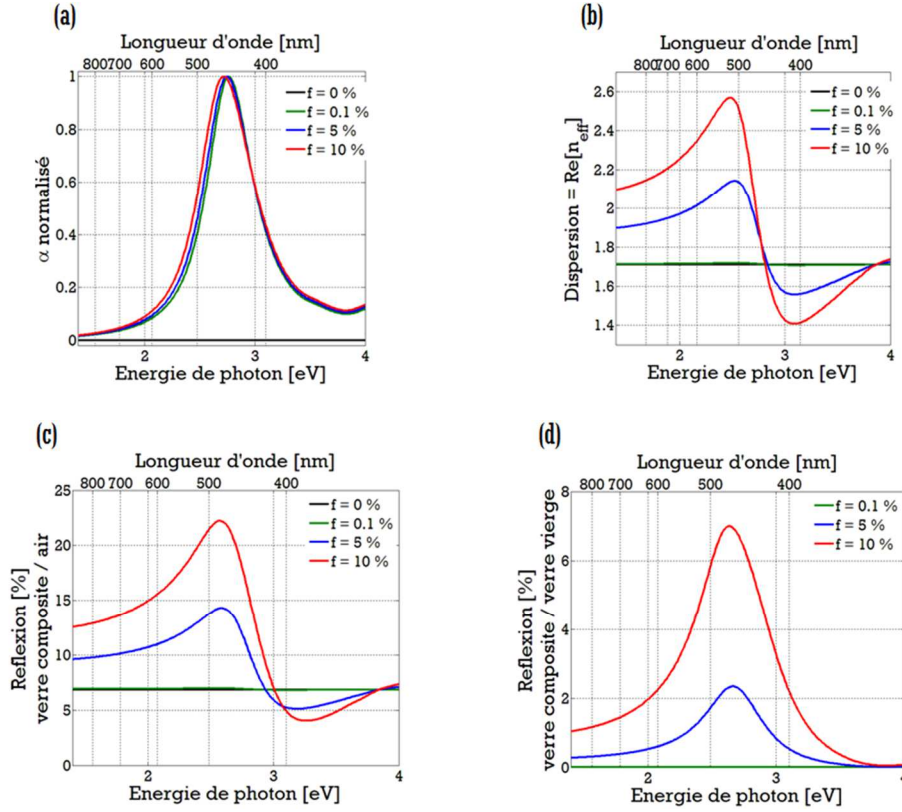 (a)
Longueur d'onde [nm]
800 700 600 500 400
α normalisé
1
0.8
0.6
0.4
0.2
0
f = 0 %
f = 0.1 %
f = 5 %
f = 10 %
2 3 4
Energie de photon [eV]
(b)
Longueur d'onde [nm]
800 700 600 500 400
Dispersion = Re[n_eff]
2.6
2.4
2.2
2
1.8
1.6
1.4
f = 0 %
f = 0.1 %
f = 5 %
f = 10 %
2 3 4
Energie de photon [eV]
(c)
Longueur d'onde [nm]
800 700 600 500 400
Reflexion [%]
verre composite / air
25
20
15
10
5
0
f = 0 %
f = 0.1 %
f = 5 %
f = 10 %
2 3 4
Energie de photon [eV]
(d)
Longueur d'onde [nm]
800 700 600 500 400
Reflexion [%]
verre composite / verre vierge
8
6
4
2
0
f = 0.1 %
f = 5 %
f = 10 %
2 3 4
Energie de photon [eV]